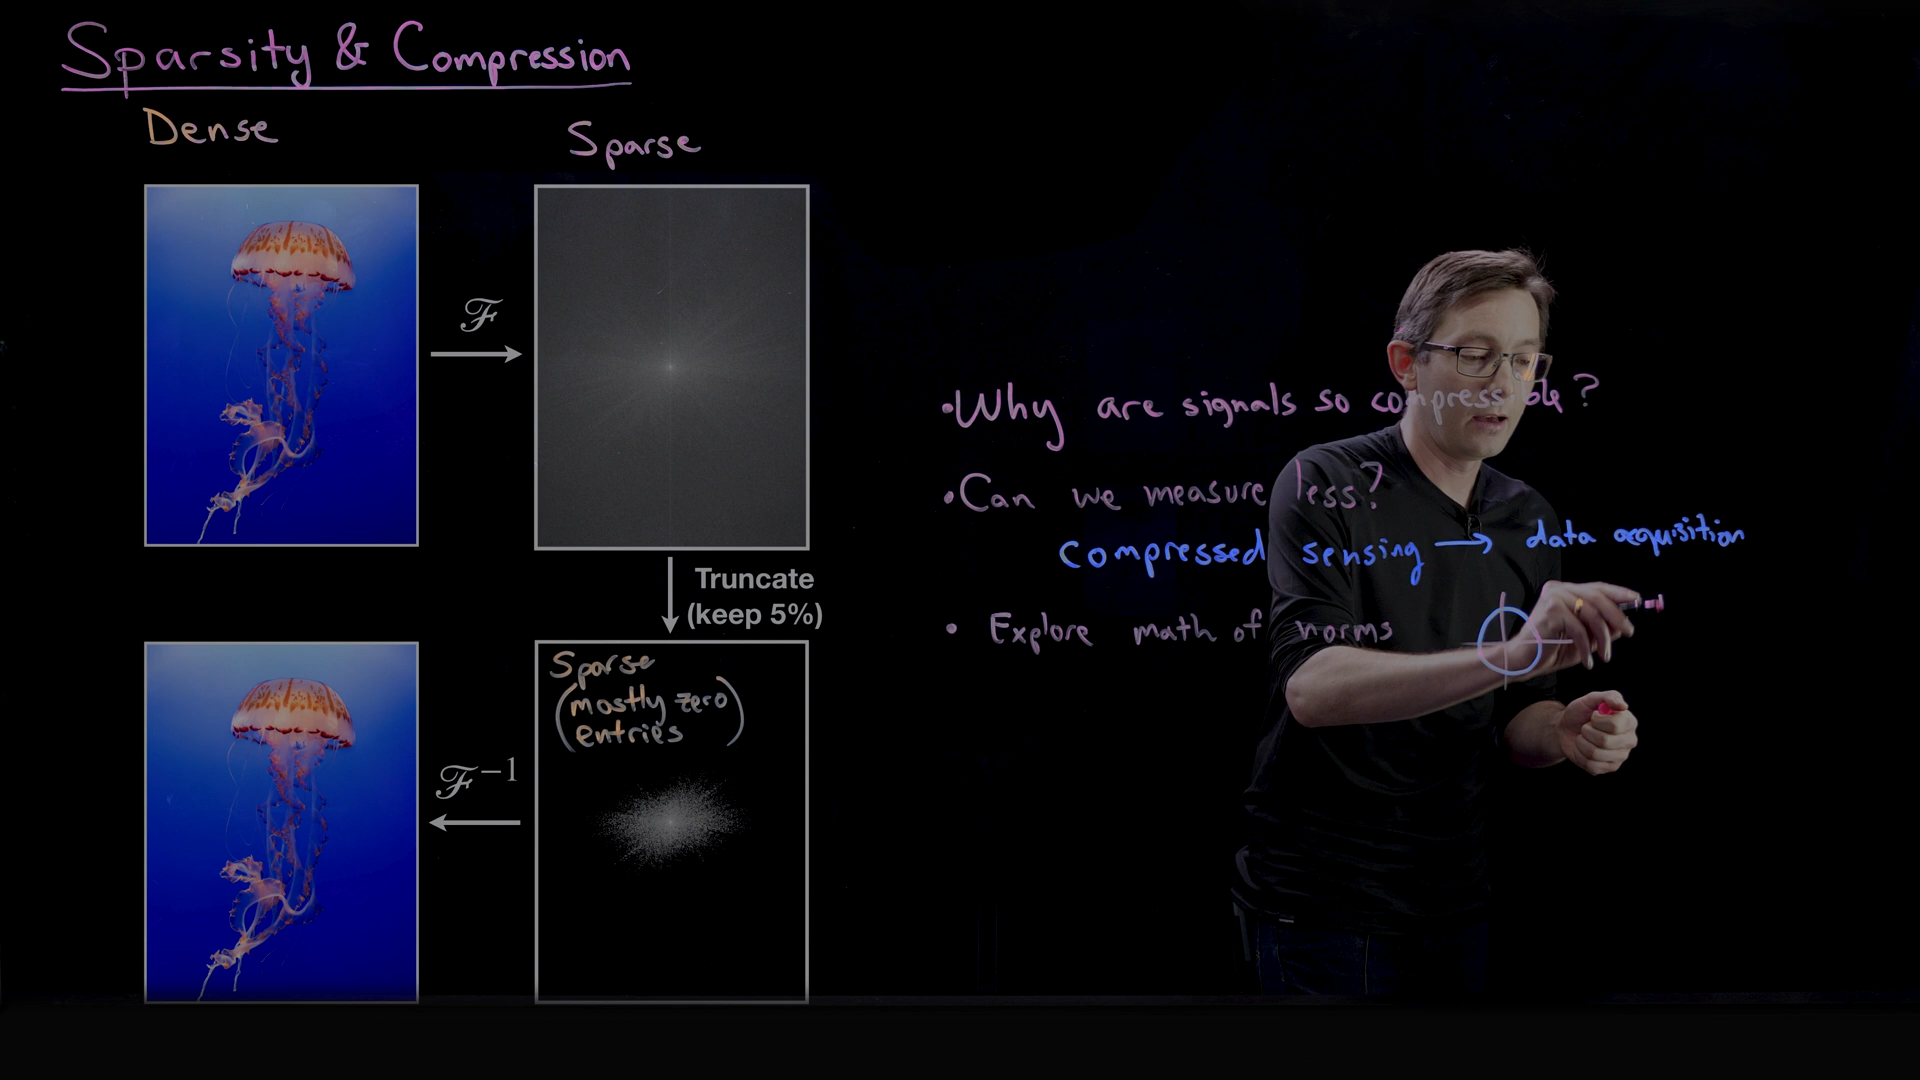 Sparsity & Compression
Dense
Sparse
ℱ
Truncate
(keep 5%)
Sparse
(mostly zero
entries)
ℱ⁻¹
•Why are signals so compressible?
•Can we measure less?
compressed sensing → data acquisition
• Explore math of norms